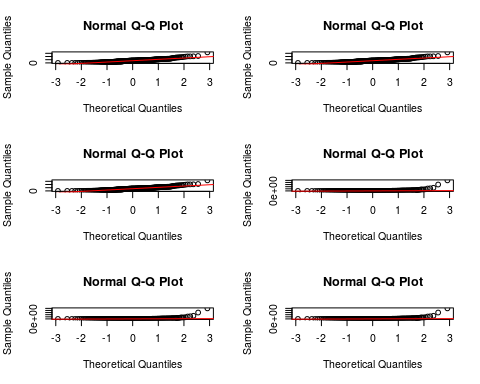 Normal Q-Q Plot
Sample Quantiles
0
-3 -2 -1 0 1 2 3
Theoretical Quantiles
Normal Q-Q Plot
Sample Quantiles
0
-3 -2 -1 0 1 2 3
Theoretical Quantiles
Normal Q-Q Plot
Sample Quantiles
0
-3 -2 -1 0 1 2 3
Theoretical Quantiles
Normal Q-Q Plot
Sample Quantiles
0e+00
-3 -2 -1 0 1 2 3
Theoretical Quantiles
Normal Q-Q Plot
Sample Quantiles
0e+00
-3 -2 -1 0 1 2 3
Theoretical Quantiles
Normal Q-Q Plot
Sample Quantiles
0e+00
-3 -2 -1 0 1 2 3
Theoretical Quantiles